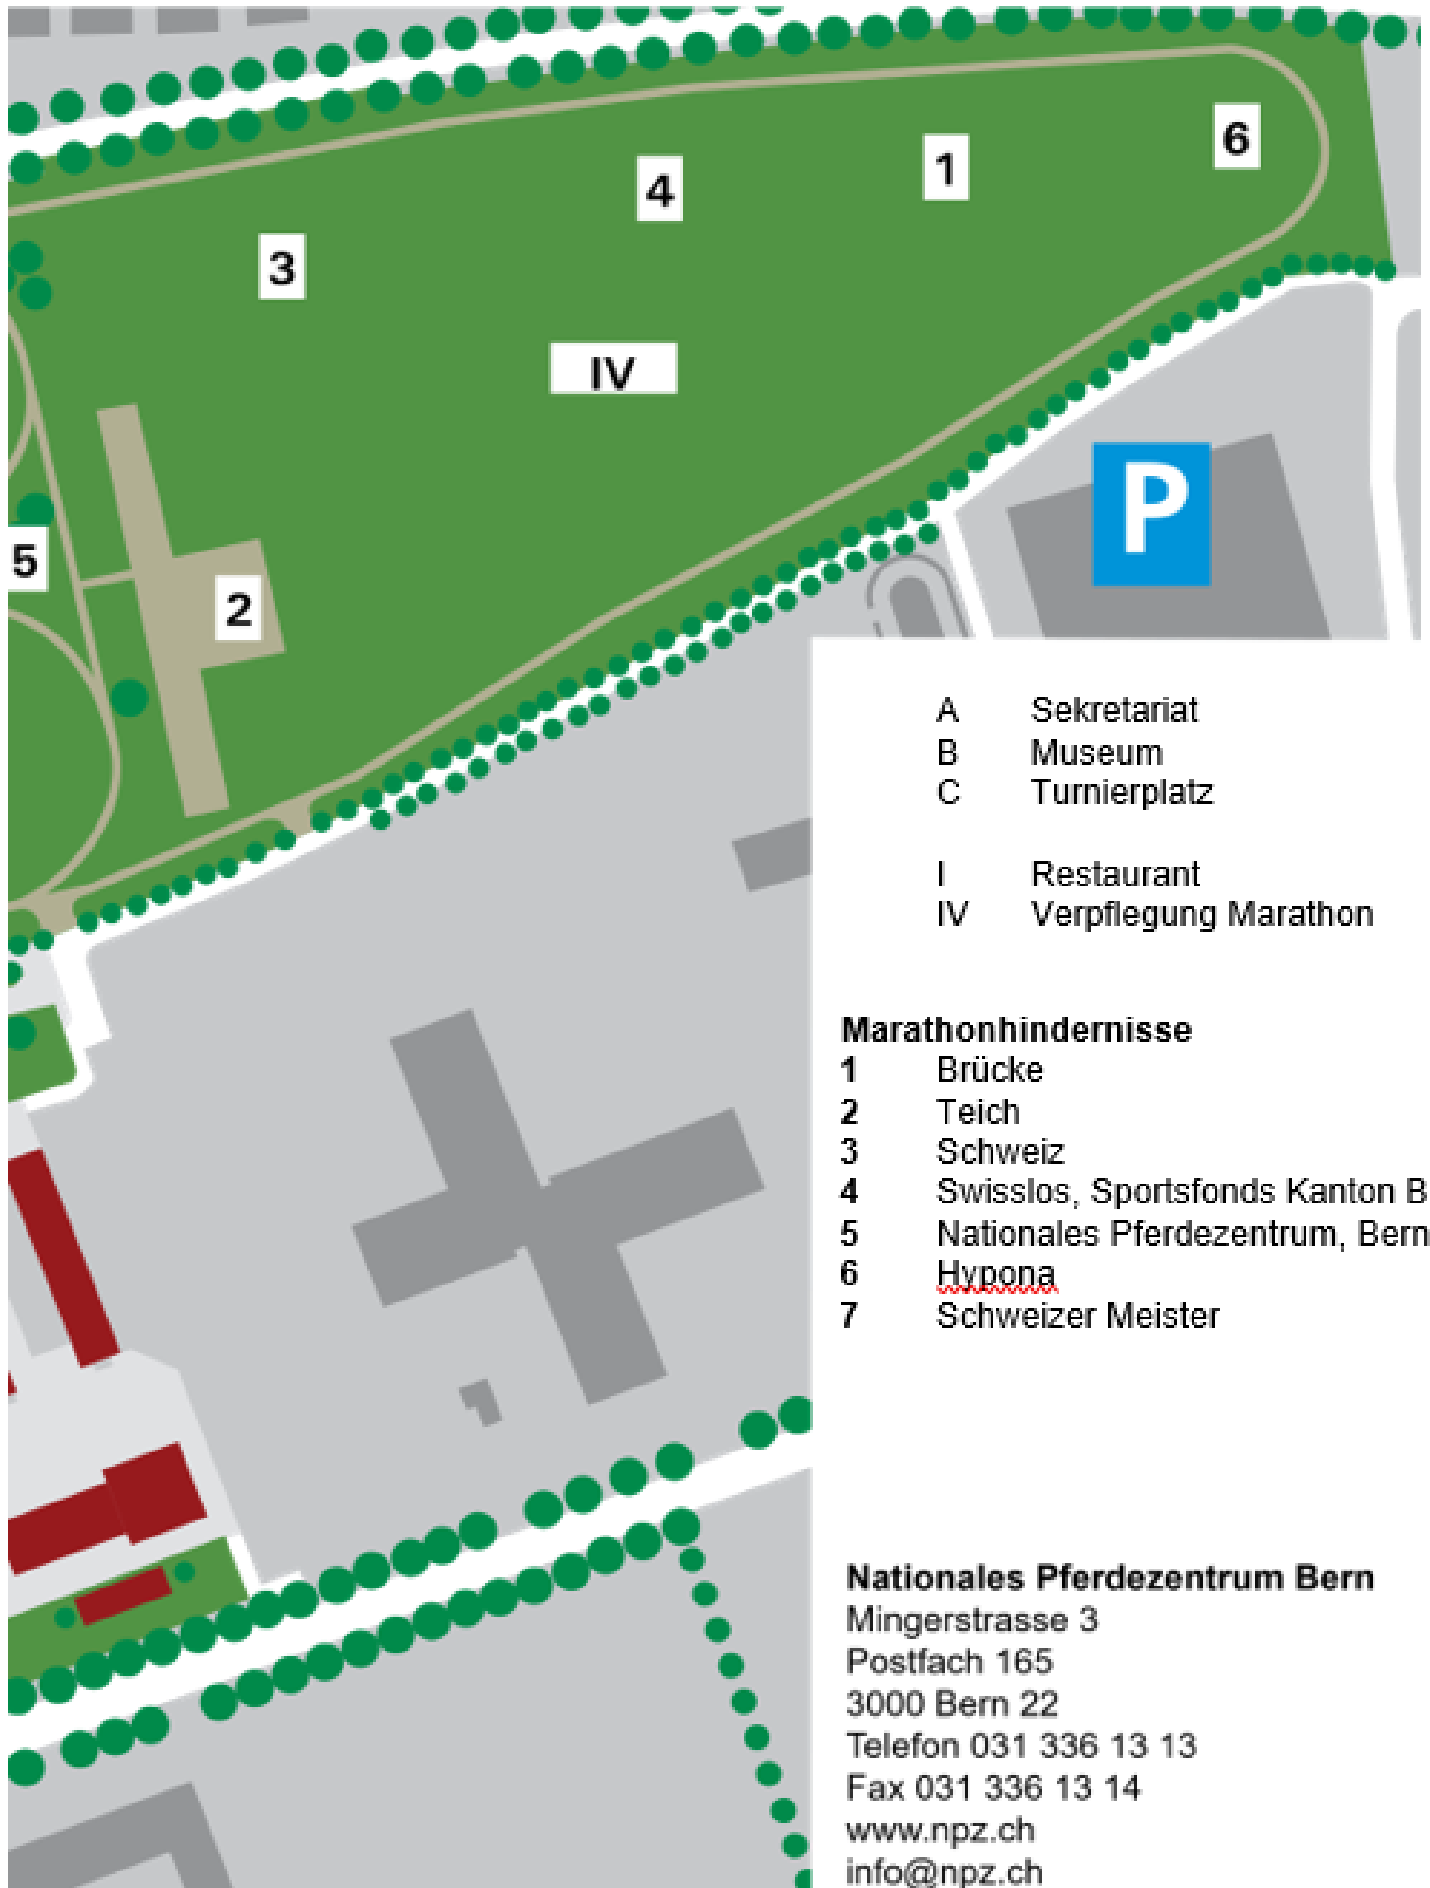 6
1
4
3
IV
P
5
2
A Sekretariat
B Museum
C Turnierplatz
I Restaurant
IV Verpflegung Marathon
Marathonhindernisse
1 Brücke
2 Teich
3 Schweiz
4 Swisslos, Sportsfonds Kanton B
5 Nationales Pferdezentrum, Bern
6 Hypona
7 Schweizer Meister
Nationales Pferdezentrum Bern
Mingerstrasse 3
Postfach 165
3000 Bern 22
Telefon 031 336 13 13
Fax 031 336 13 14
www.npz.ch
info@npz.ch